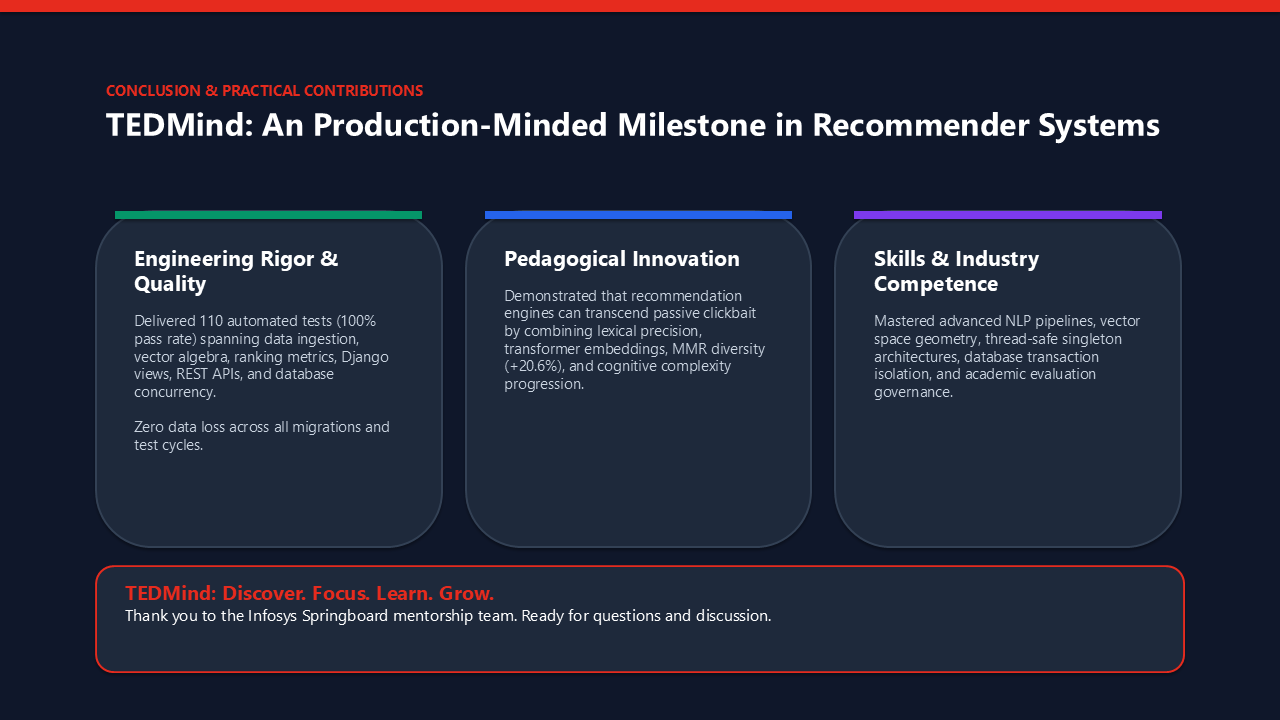 CONCLUSION & PRACTICAL CONTRIBUTIONS
TEDMind: An Production-Minded Milestone in Recommender Systems
Engineering Rigor &
Quality
Delivered 110 automated tests (100%
pass rate) spanning data ingestion,
vector algebra, ranking metrics, Django
views, REST APIs, and database
concurrency.
Zero data loss across all migrations and
test cycles.
Pedagogical Innovation
Demonstrated that recommendation
engines can transcend passive clickbait
by combining lexical precision,
transformer embeddings, MMR diversity
(+20.6%), and cognitive complexity
progression.
Skills & Industry
Competence
Mastered advanced NLP pipelines, vector
space geometry, thread-safe singleton
architectures, database transaction
isolation, and academic evaluation
governance.
TEDMind: Discover. Focus. Learn. Grow.
Thank you to the Infosys Springboard mentorship team. Ready for questions and discussion.